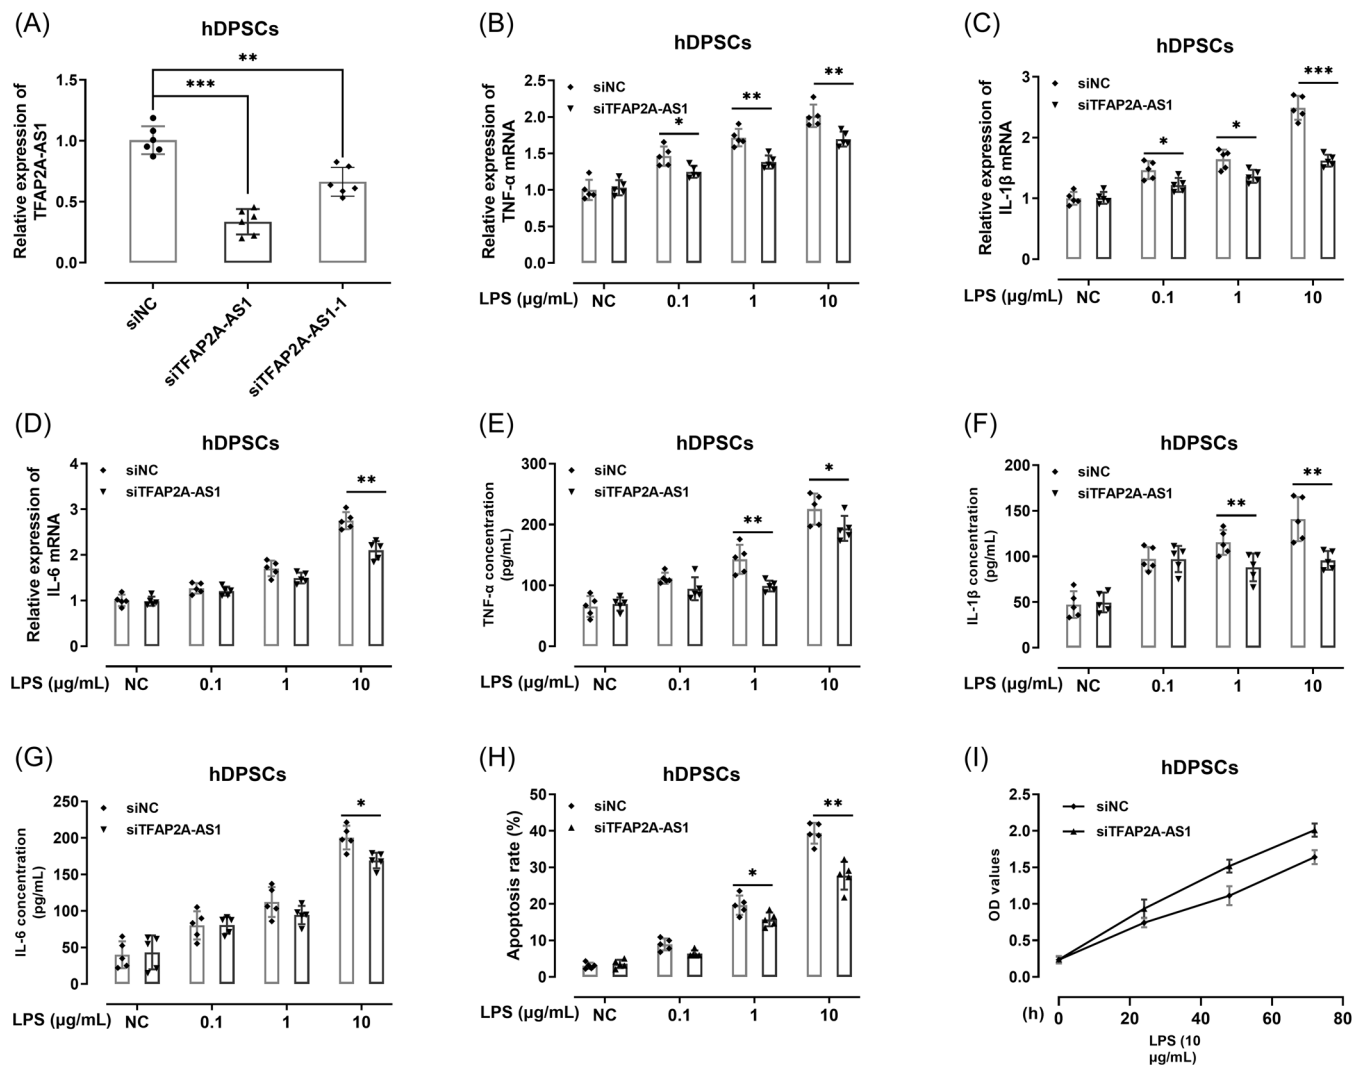 (A)
hDPSCs
Relative expression of
TFAP2A-AS1
1.5
1.0
0.5
0.0
**
***
siNC
siTFAP2A-AS1
siTFAP2A-AS1-1
(B)
hDPSCs
Relative expression of
TNF-α mRNA
2.5
2.0
1.5
1.0
0.5
0.0
siNC
siTFAP2A-AS1
*
**
**
LPS (μg/mL) NC 0.1 1 10
(C)
hDPSCs
Relative expression of
IL-1β mRNA
3
2
1
0
siNC
siTFAP2A-AS1
*
*
***
LPS (μg/mL) NC 0.1 1 10
(D)
hDPSCs
Relative expression of
IL-6 mRNA
4
3
2
1
0
siNC
siTFAP2A-AS1
**
LPS (μg/mL) NC 0.1 1 10
(E)
hDPSCs
TNF-α concentration
(pg/mL)
300
200
100
0
siNC
siTFAP2A-AS1
**
*
LPS (μg/mL) NC 0.1 1 10
(F)
hDPSCs
IL-1β concentration
(pg/mL)
200
150
100
50
0
siNC
siTFAP2A-AS1
**
**
LPS (μg/mL) NC 0.1 1 10
(G)
hDPSCs
IL-6 concentration
(pg/mL)
250
200
150
100
50
0
siNC
siTFAP2A-AS1
*
LPS (μg/mL) NC 0.1 1 10
(H)
hDPSCs
Apoptosis rate (%)
50
40
30
20
10
0
siNC
siTFAP2A-AS1
*
**
LPS (μg/mL) NC 0.1 1 10
(I)
hDPSCs
OD values
2.5
2.0
1.5
1.0
0.5
0.0
siNC
siTFAP2A-AS1
(h) 0 20 40 60 80
LPS (10
μg/mL)